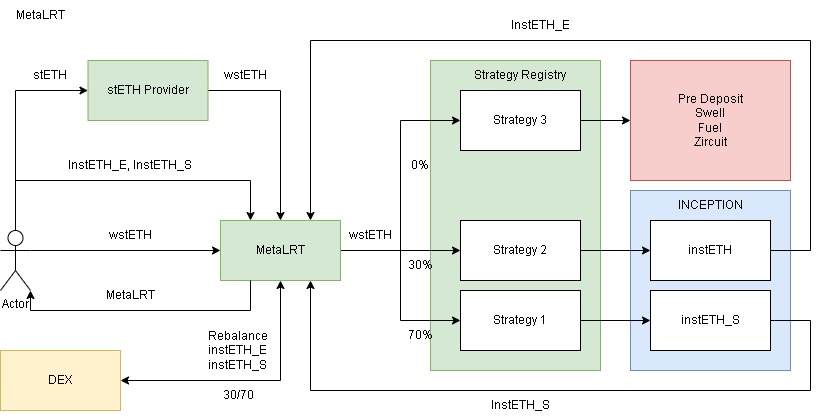 MetaLRT
InstETH_E
stETH
stETH Provider
wstETH
Strategy Registry
Strategy 3
Pre Deposit
Swell
Fuel
Zircuit
0%
InstETH_E, InstETH_S
INCEPTION
wstETH
MetaLRT
wstETH
Strategy 2
instETH
30%
Actor
MetaLRT
Strategy 1
instETH_S
70%
Rebalance
instETH_E
instETH_S
DEX
30/70
InstETH_S